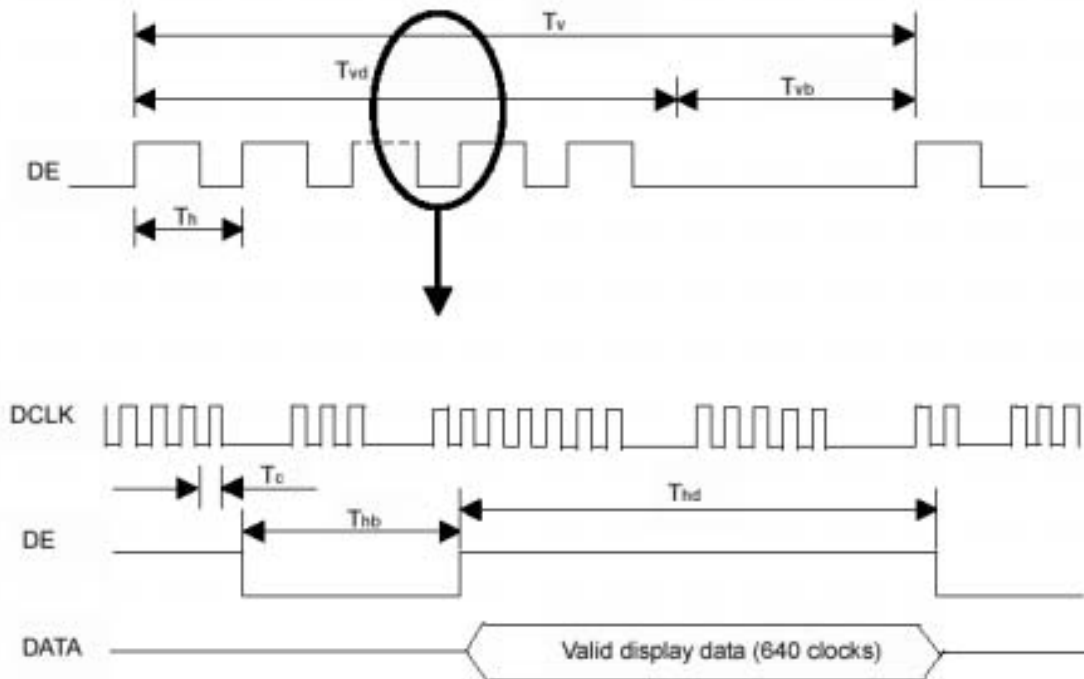 Tv
Tvd
Tvb
DE
Th
DCLK
Tc
Thd
Thb
DE
DATA
Valid display data (640 clocks)